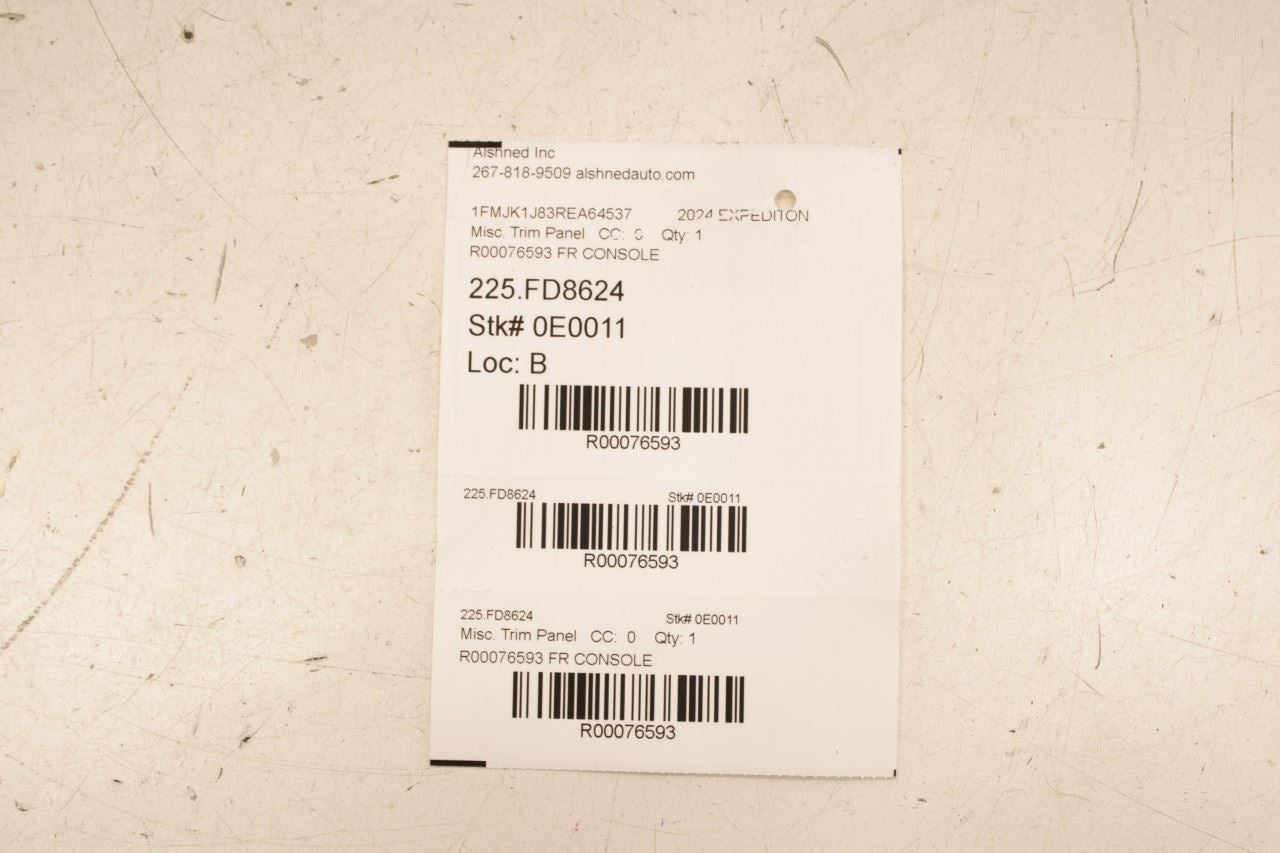 Alshned Inc
267-818-9509 alshnedauto.com
1FMJK1J83REA64537 2024 EXPEDITON
Misc. Trim Panel CC: 0 Qty: 1
R00076593 FR CONSOLE
225.FD8624
Stk# 0E0011
Loc: B
R00076593
225.FD8624 Stk# 0E0011
R00076593
225.FD8624 Stk# 0E0011
Misc. Trim Panel CC: 0 Qty: 1
R00076593 FR CONSOLE
R00076593